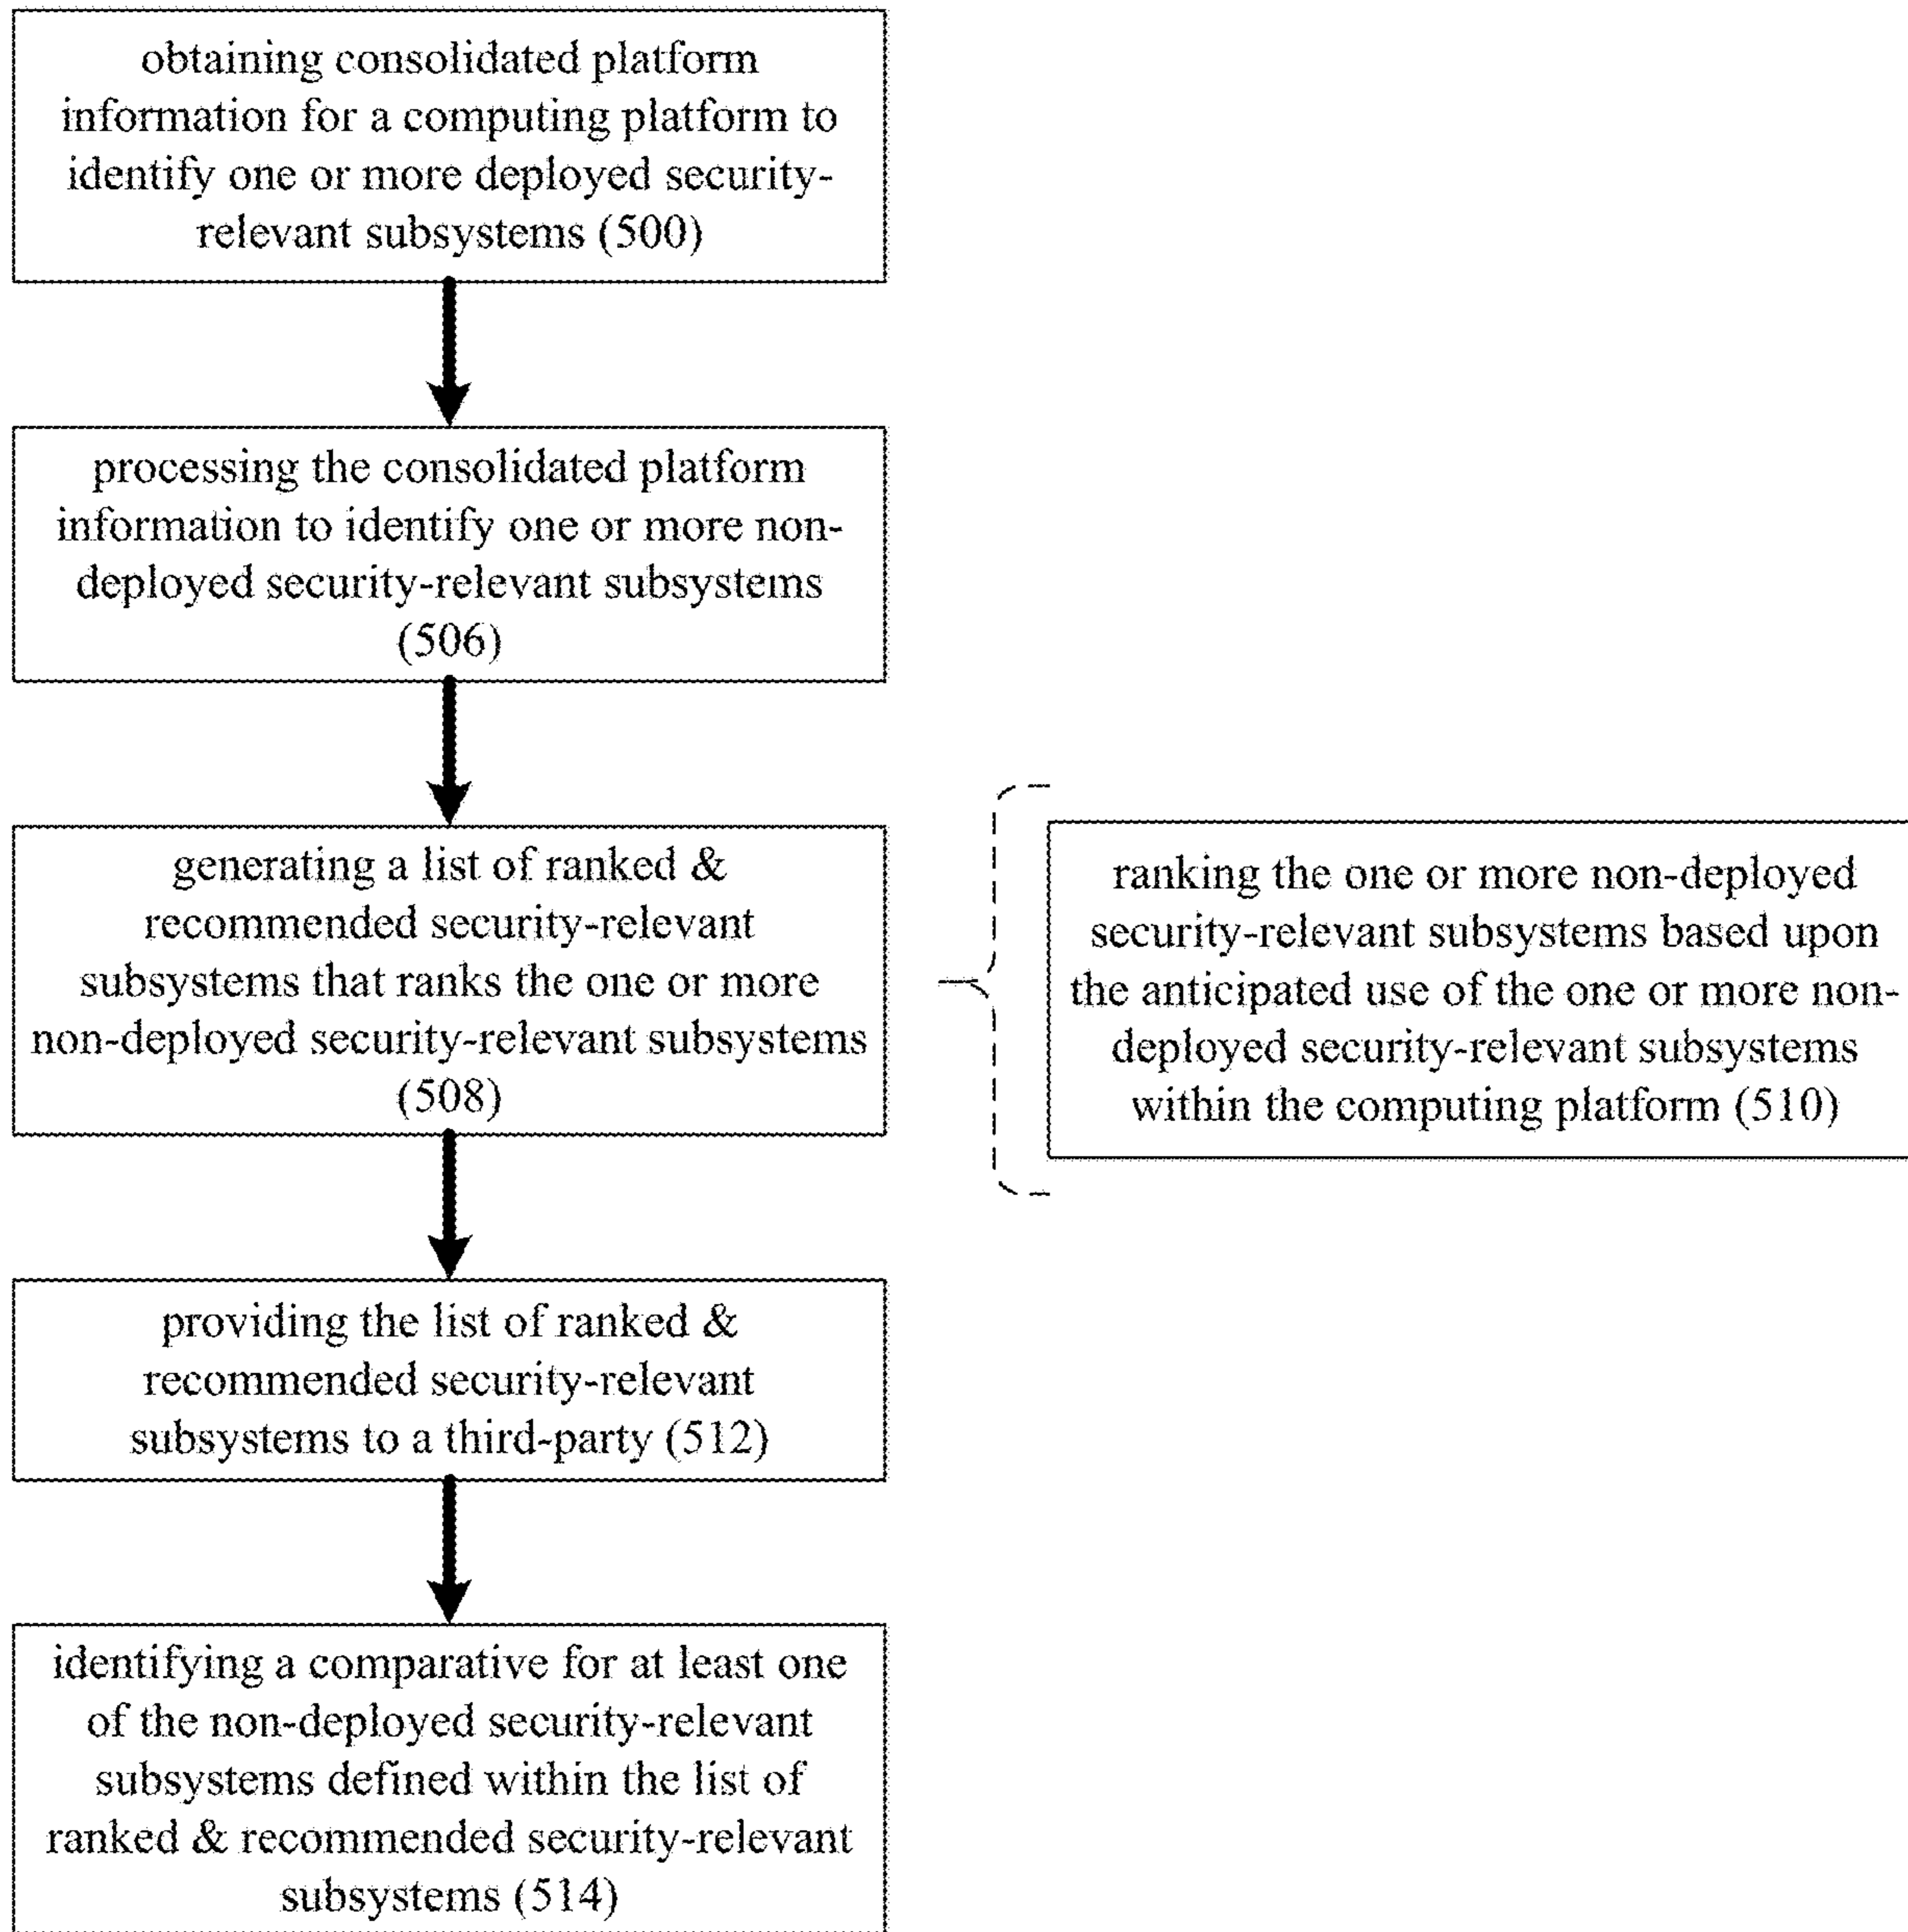 obtaining consolidated platform
information for a computing platform to
identify one or more deployed security-
relevant subsystems (500)
processing the consolidated platform
information to identify one or more non-
deployed security-relevant subsystems
(506)
generating a list of ranked &
recommended security-relevant
subsystems that ranks the one or more
non-deployed security-relevant subsystems
(508)
ranking the one or more non-deployed
security-relevant subsystems based upon
the anticipated use of the one or more non-
deployed security-relevant subsystems
within the computing platform (510)
providing the list of ranked &
recommended security-relevant
subsystems to a third-party (512)
identifying a comparative for at least one
of the non-deployed security-relevant
subsystems defined within the list of
ranked & recommended security-relevant
subsystems (514)